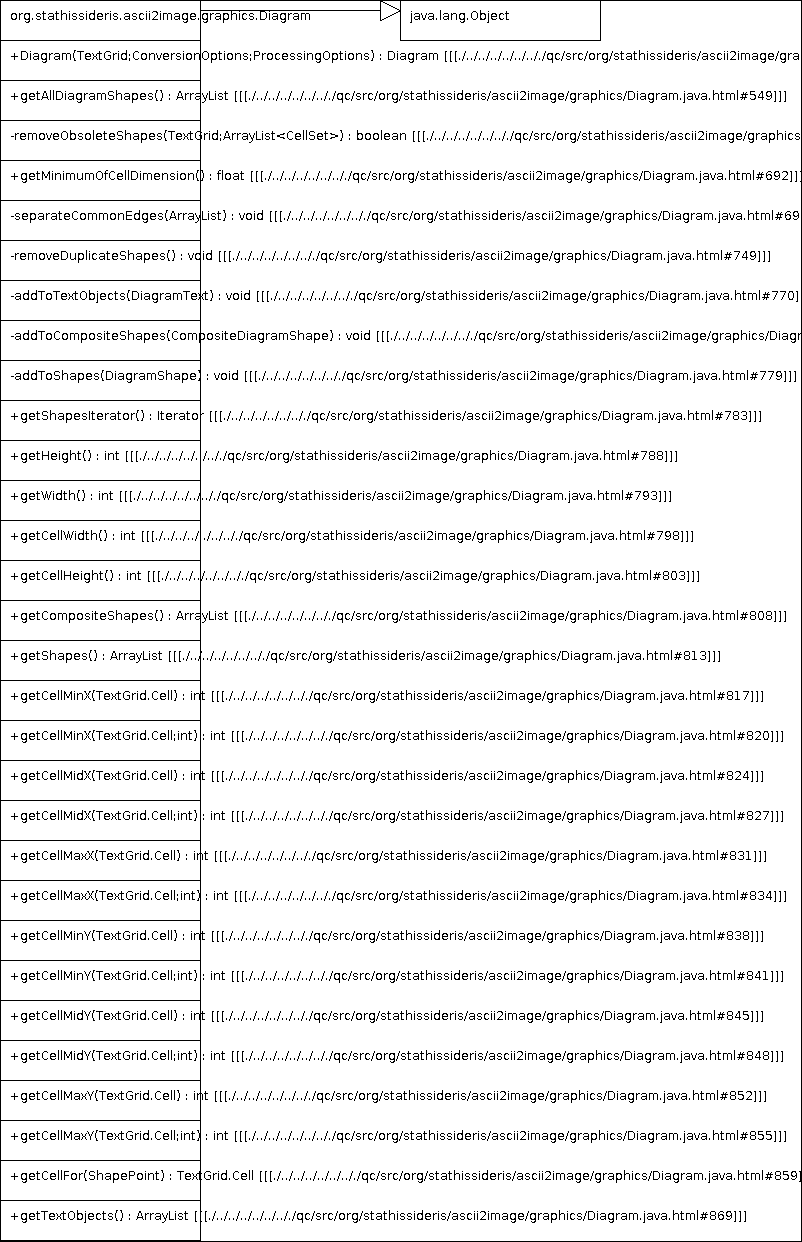 org.stathissideris.ascii2image.graphics.Diagram
java.lang.Object
+Diagram(TextGrid;ConversionOptions;ProcessingOptions) : Diagram [[[./../../../../../../../qc/src/org/stathissideris/ascii2image/gra
+getAllDiagramShapes() : ArrayList [[[./../../../../../../../qc/src/org/stathissideris/ascii2image/graphics/Diagram.java.html#549]]]
-removeObsoleteShapes(TextGrid;ArrayList<CellSet>) : boolean [[[./../../../../../../../qc/src/org/stathissideris/ascii2image/graphics
+getMinimumOfCellDimension() : float [[[./../../../../../../../qc/src/org/stathissideris/ascii2image/graphics/Diagram.java.html#692]]]
-separateCommonEdges(ArrayList) : void [[[./../../../../../../../qc/src/org/stathissideris/ascii2image/graphics/Diagram.java.html#69
-removeDuplicateShapes() : void [[[./../../../../../../../qc/src/org/stathissideris/ascii2image/graphics/Diagram.java.html#749]]]
-addToTextObjects(DiagramText) : void [[[./../../../../../../../qc/src/org/stathissideris/ascii2image/graphics/Diagram.java.html#770]
-addToCompositeShapes(CompositeDiagramShape) : void [[[./../../../../../../../qc/src/org/stathissideris/ascii2image/graphics/Diagr
-addToShapes(DiagramShape) : void [[[./../../../../../../../qc/src/org/stathissideris/ascii2image/graphics/Diagram.java.html#779]]]
+getShapesIterator() : Iterator [[[./../../../../../../../qc/src/org/stathissideris/ascii2image/graphics/Diagram.java.html#783]]]
+getHeight() : int [[[./../../../../../../../qc/src/org/stathissideris/ascii2image/graphics/Diagram.java.html#788]]]
+getWidth() : int [[[./../../../../../../../qc/src/org/stathissideris/ascii2image/graphics/Diagram.java.html#793]]]
+getCellWidth() : int [[[./../../../../../../../qc/src/org/stathissideris/ascii2image/graphics/Diagram.java.html#798]]]
+getCellHeight() : int [[[./../../../../../../../qc/src/org/stathissideris/ascii2image/graphics/Diagram.java.html#803]]]
+getCompositeShapes() : ArrayList [[[./../../../../../../../qc/src/org/stathissideris/ascii2image/graphics/Diagram.java.html#808]]]
+getShapes() : ArrayList [[[./../../../../../../../qc/src/org/stathissideris/ascii2image/graphics/Diagram.java.html#813]]]
+getCellMinX(TextGrid.Cell) : int [[[./../../../../../../../qc/src/org/stathissideris/ascii2image/graphics/Diagram.java.html#817]]]
+getCellMinX(TextGrid.Cell;int) : int [[[./../../../../../../../qc/src/org/stathissideris/ascii2image/graphics/Diagram.java.html#820]]]
+getCellMidX(TextGrid.Cell) : int [[[./../../../../../../../qc/src/org/stathissideris/ascii2image/graphics/Diagram.java.html#824]]]
+getCellMidX(TextGrid.Cell;int) : int [[[./../../../../../../../qc/src/org/stathissideris/ascii2image/graphics/Diagram.java.html#827]]]
+getCellMaxX(TextGrid.Cell) : int [[[./../../../../../../../qc/src/org/stathissideris/ascii2image/graphics/Diagram.java.html#831]]]
+getCellMaxX(TextGrid.Cell;int) : int [[[./../../../../../../../qc/src/org/stathissideris/ascii2image/graphics/Diagram.java.html#834]]]
+getCellMinY(TextGrid.Cell) : int [[[./../../../../../../../qc/src/org/stathissideris/ascii2image/graphics/Diagram.java.html#838]]]
+getCellMinY(TextGrid.Cell;int) : int [[[./../../../../../../../qc/src/org/stathissideris/ascii2image/graphics/Diagram.java.html#841]]]
+getCellMidY(TextGrid.Cell) : int [[[./../../../../../../../qc/src/org/stathissideris/ascii2image/graphics/Diagram.java.html#845]]]
+getCellMidY(TextGrid.Cell;int) : int [[[./../../../../../../../qc/src/org/stathissideris/ascii2image/graphics/Diagram.java.html#848]]]
+getCellMaxY(TextGrid.Cell) : int [[[./../../../../../../../qc/src/org/stathissideris/ascii2image/graphics/Diagram.java.html#852]]]
+getCellMaxY(TextGrid.Cell;int) : int [[[./../../../../../../../qc/src/org/stathissideris/ascii2image/graphics/Diagram.java.html#855]]]
+getCellFor(ShapePoint) : TextGrid.Cell [[[./../../../../../../../qc/src/org/stathissideris/ascii2image/graphics/Diagram.java.html#859]
+getTextObjects() : ArrayList [[[./../../../../../../../qc/src/org/stathissideris/ascii2image/graphics/Diagram.java.html#869]]]